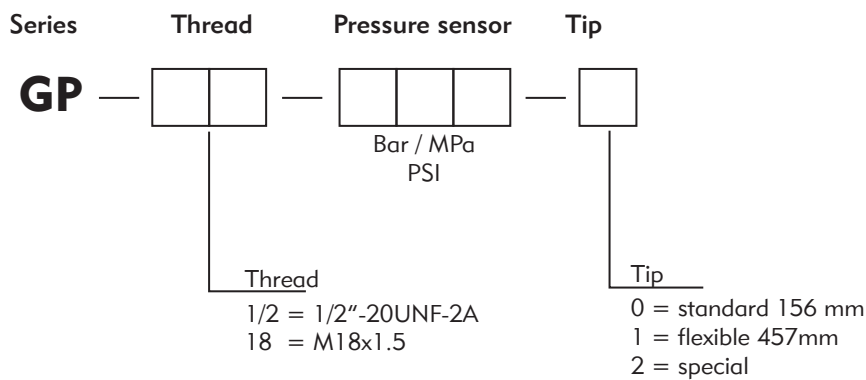 Series Thread Pressure sensor Tip
GP — — —
Bar / MPa
PSI
Thread
1/2 = 1/2"-20UNF-2A
18 = M18x1.5
Tip
0 = standard 156 mm
1 = flexible 457mm
2 = special